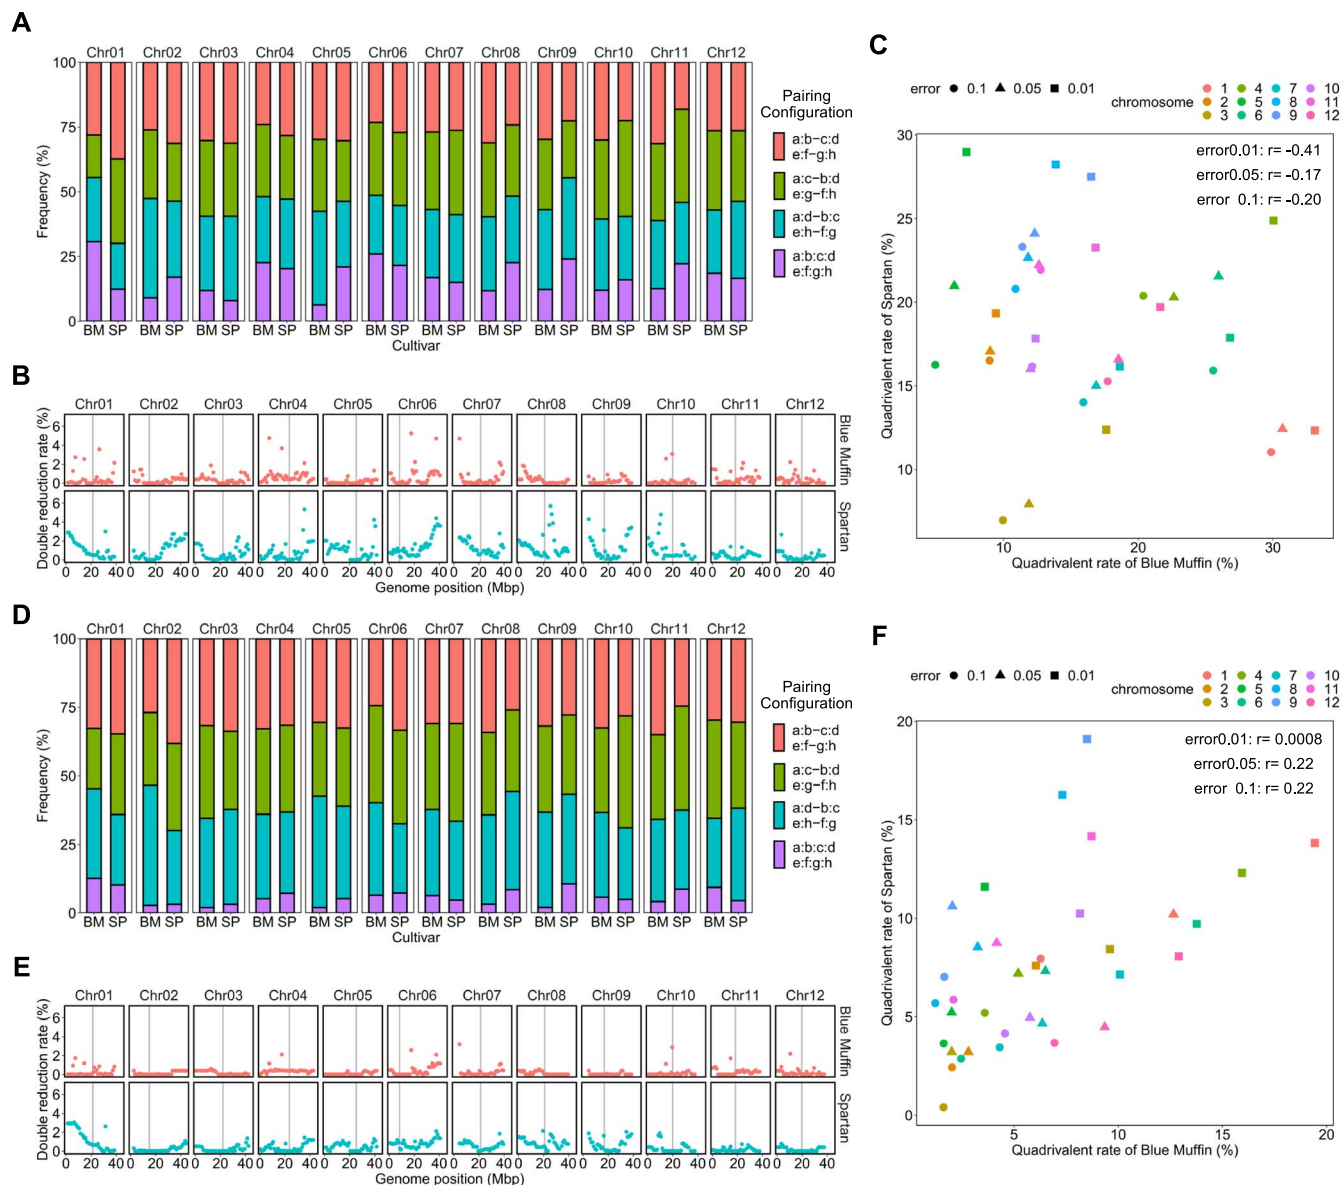 A
Chr01 Chr02 Chr03 Chr04 Chr05 Chr06 Chr07 Chr08 Chr09 Chr10 Chr11 Chr12
100
75
50
25
0
Frequency (%)
BM SP BM SP BM SP BM SP BM SP BM SP BM SP BM SP BM SP BM SP BM SP BM SP
Cultivar
Pairing
Configuration
a:b−c:d
e:f−g:h
a:c−b:d
e:g−f:h
a:d−b:c
e:h−f:g
a:b:c:d
e:f:g:h
B
Chr01 Chr02 Chr03 Chr04 Chr05 Chr06 Chr07 Chr08 Chr09 Chr10 Chr11 Chr12
6
4
2
0
6
4
2
0
Double reduction rate (%)
Blue Muffin
Spartan
0 20 40 0 20 40 0 20 40 0 20 40 0 20 40 0 20 40 0 20 40 0 20 40 0 20 40 0 20 40 0 20 40 0 20 40
Genome position (Mbp)
C
error 0.1 0.05 0.01
chromosome
1 4 7 10
2 5 8 11
3 6 9 12
error0.01: r= -0.41
error0.05: r= -0.17
error 0.1: r= -0.20
30
25
20
15
10
Quadrivalent rate of Spartan (%)
10 20 30
Quadrivalent rate of Blue Muffin (%)
D
Chr01 Chr02 Chr03 Chr04 Chr05 Chr06 Chr07 Chr08 Chr09 Chr10 Chr11 Chr12
100
75
50
25
0
Frequency (%)
BM SP BM SP BM SP BM SP BM SP BM SP BM SP BM SP BM SP BM SP BM SP BM SP
Cultivar
Pairing
Configuration
a:b−c:d
e:f−g:h
a:c−b:d
e:g−f:h
a:d−b:c
e:h−f:g
a:b:c:d
e:f:g:h
E
Chr01 Chr02 Chr03 Chr04 Chr05 Chr06 Chr07 Chr08 Chr09 Chr10 Chr11 Chr12
6
4
2
0
6
4
2
0
Double reduction rate (%)
Blue Muffin
Spartan
0 20 40 0 20 40 0 20 40 0 20 40 0 20 40 0 20 40 0 20 40 0 20 40 0 20 40 0 20 40 0 20 40 0 20 40
Genome position (Mbp)
F
error 0.1 0.05 0.01
chromosome
1 4 7 10
2 5 8 11
3 6 9 12
error0.01: r= 0.0008
error0.05: r= 0.22
error 0.1: r= 0.22
20
15
10
5
0
Quadrivalent rate of Spartan (%)
5 10 15 20
Quadrivalent rate of Blue Muffin (%)